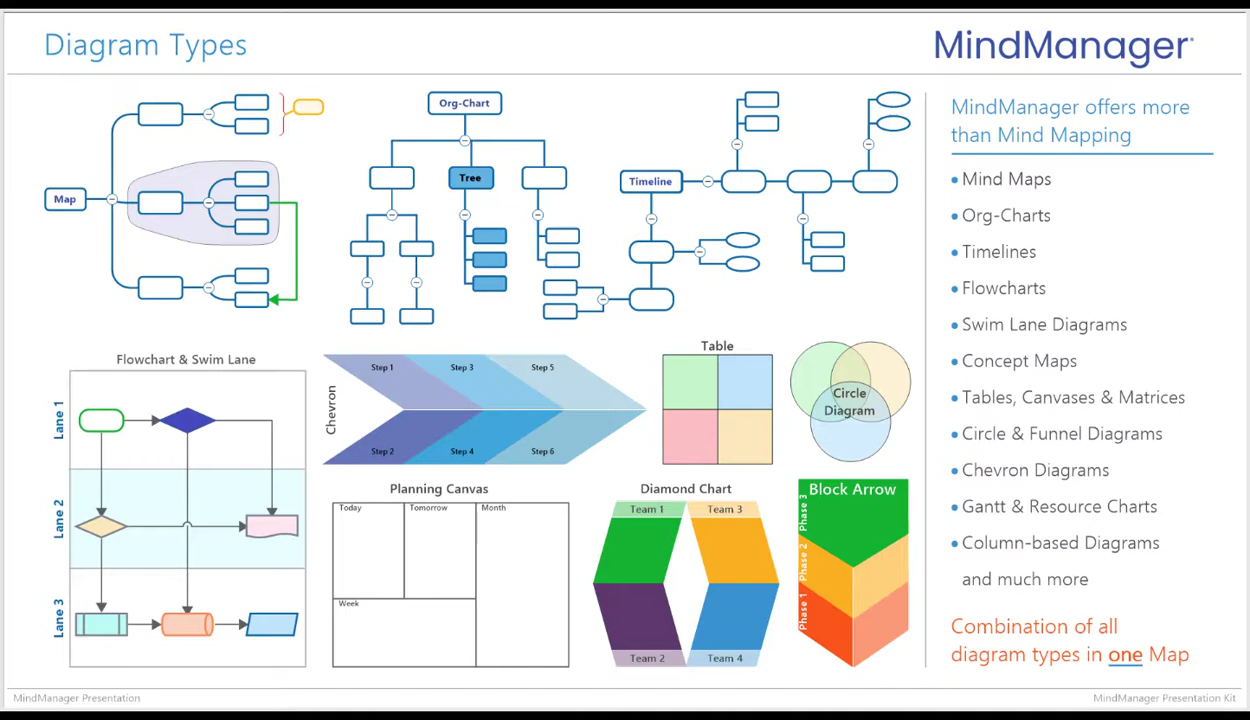 Diagram Types
MindManager®
Map
Org-Chart
Tree
Timeline
MindManager offers more
than Mind Mapping
• Mind Maps
• Org-Charts
• Timelines
• Flowcharts
• Swim Lane Diagrams
• Concept Maps
• Tables, Canvases & Matrices
• Circle & Funnel Diagrams
• Chevron Diagrams
• Gantt & Resource Charts
• Column-based Diagrams
and much more
Combination of all
diagram types in one Map
Flowchart & Swim Lane
Lane 1
Lane 2
Lane 3
Chevron
Step 1
Step 3
Step 5
Step 2
Step 4
Step 6
Table
Circle
Diagram
Planning Canvas
Today
Tomorrow
Month
Week
Diamond Chart
Team 1
Team 3
Team 2
Team 4
Block Arrow
Phase 3
Phase 2
Phase 1
MindManager Presentation
MindManager Presentation Kit